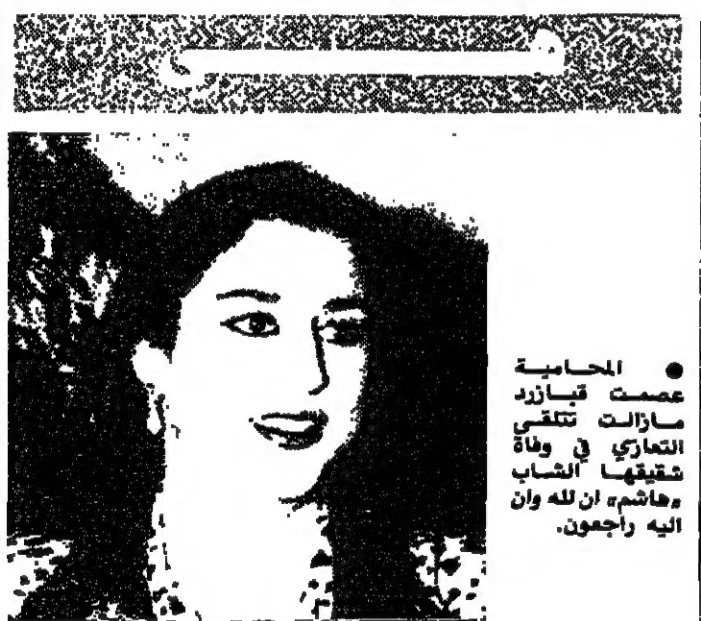 ● المحامية
عصمت قبازرد
مازالت تتلقى
التعازي في وفاة
شقيقها الشاب
«هاشم» ان لله وان
اليه راجعون.